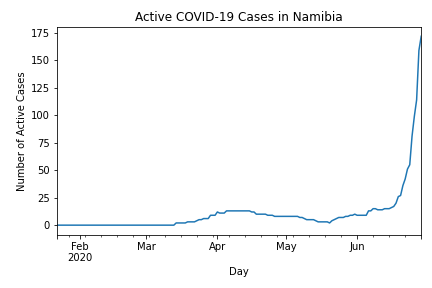 Active COVID-19 Cases in Namibia
175
150
125
100
75
50
25
0
Number of Active Cases
Feb
2020
Mar
Apr
May
Jun
Day